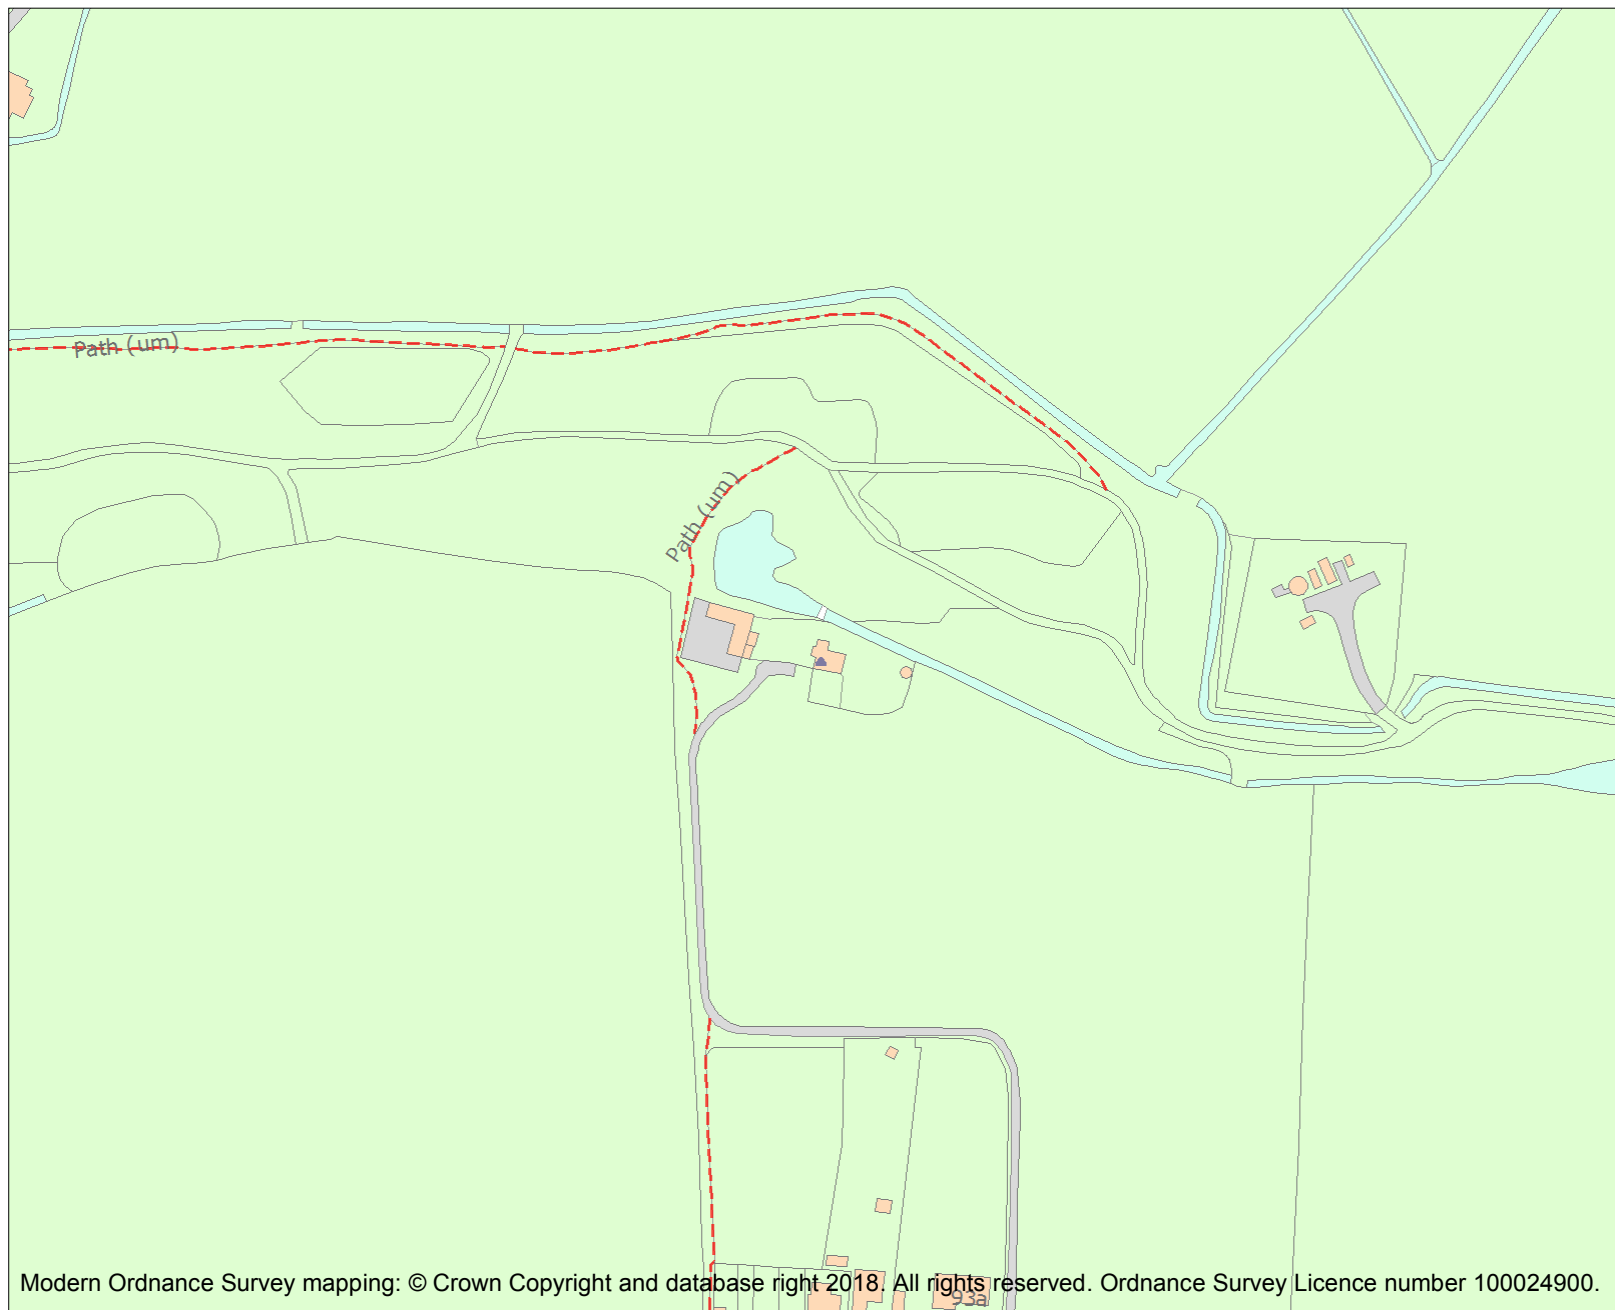 Path (um)
Path (um)
Modern Ordnance Survey mapping: © Crown Copyright and database right 2018. All rights reserved. Ordnance Survey Licence number 100024900.
93a